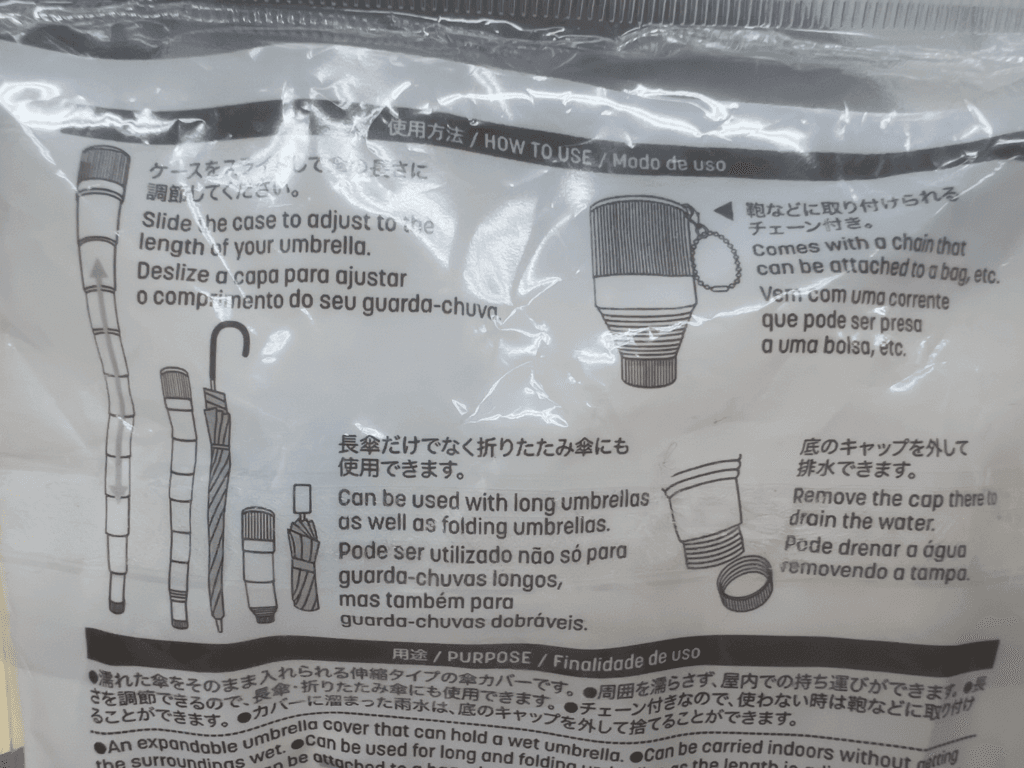 使用方法 / HOW TO USE / Modo de uso
ケースをスライドして傘の長さに
調節してください。
Slide the case to adjust to the
length of your umbrella.
Deslize a capa para ajustar
o comprimento do seu guarda-chuva.
鞄などに取り付けられる
チェーン付き。
Comes with a chain that
can be attached to a bag, etc.
Vem com uma corrente
que pode ser presa
a uma bolsa, etc.
長傘だけでなく折りたたみ傘にも
使用できます。
Can be used with long umbrellas
as well as folding umbrellas.
Pode ser utilizado não só para
guarda-chuvas longos,
mas também para
guarda-chuvas dobráveis.
底のキャップを外して
排水できます。
Remove the cap there to
drain the water.
Pode drenar a água
removendo a tampa.
用途 / PURPOSE / Finalidade de uso
●濡れた傘をそのまま入れられる伸縮タイプの傘カバーです。●周囲を濡らさず、屋内での持ち運びができます。●長
さを調節できるので、長傘・折りたたみ傘にも使用できます。●チェーン付きなので、使わない時は鞄などに取り付け
ることができます。●カバーに溜まった雨水は、底のキャップを外して捨てることができます。
●An expandable umbrella cover that can hold a wet umbrella. ●Can be carried indoors without getting
the surroundings wet. ●Can be used for long and folding